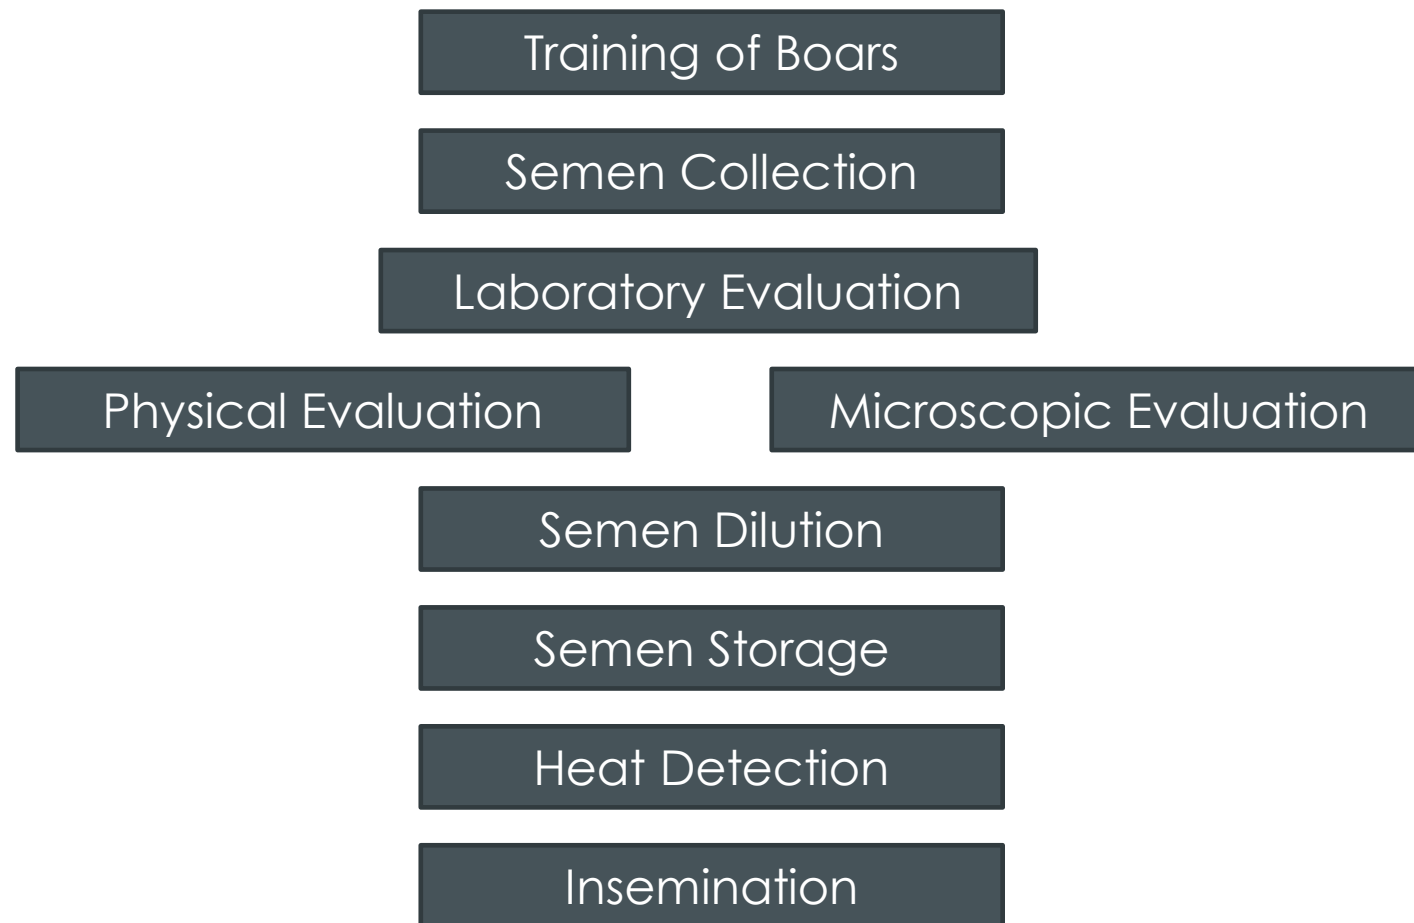 Training of Boars
Semen Collection
Laboratory Evaluation
Physical Evaluation
Microscopic Evaluation
Semen Dilution
Semen Storage
Heat Detection
Insemination